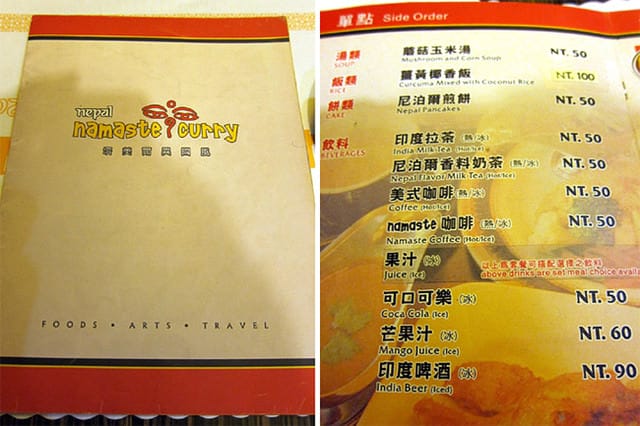 nepal
namaste curry
FOODS • ARTS • TRAVEL
單點 Side Order
湯類
SOUP
蘑菇玉米湯 NT. 50
Mushroom and Corn Soup
飯類
RICE
薑黃椰香飯 NT. 100
Curcuma Mixed with Coconut Rice
餅類
CAKE
尼泊爾煎餅 NT. 50
Nepal Pancakes
飲料
BEVERAGES
印度拉茶 (熱/冰) NT. 50
India Milk Tea (Hot/Ice)
尼泊爾香料奶茶 (熱/冰) NT. 50
Nepal Flavor Milk Tea (Hot/Ice)
美式咖啡 (熱/冰) NT. 50
Coffee (Hot/Ice)
namaste 咖啡 (熱/冰) NT. 50
Namaste Coffee (Hot/Ice)
果汁 (冰)
Juice (Ice)
以上為套餐可搭配選擇之飲料
above drinks are set meal choice
可口可樂 (冰) NT. 50
Coca Cola (Ice)
芒果汁 (冰) NT. 60
Mango Juice (Ice)
印度啤酒 (冰) NT. 90
India Beer (Iced)